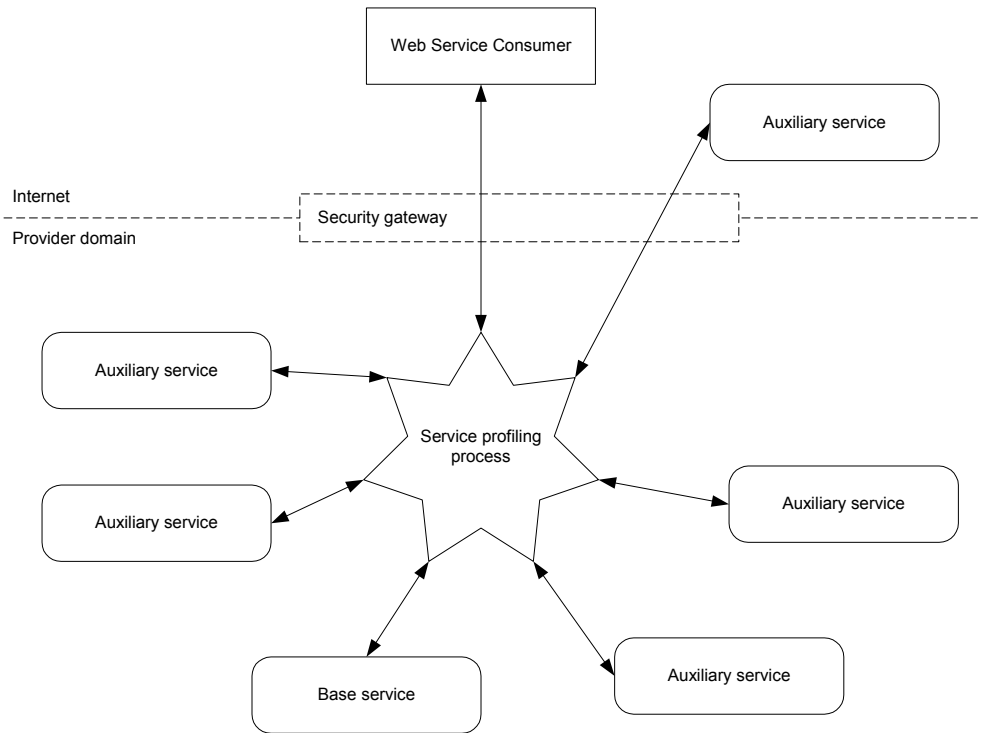 Web Service Consumer
Auxiliary service
Internet
Security gateway
Provider domain
Auxiliary service
Service profiling
process
Auxiliary service
Auxiliary service
Auxiliary service
Base service